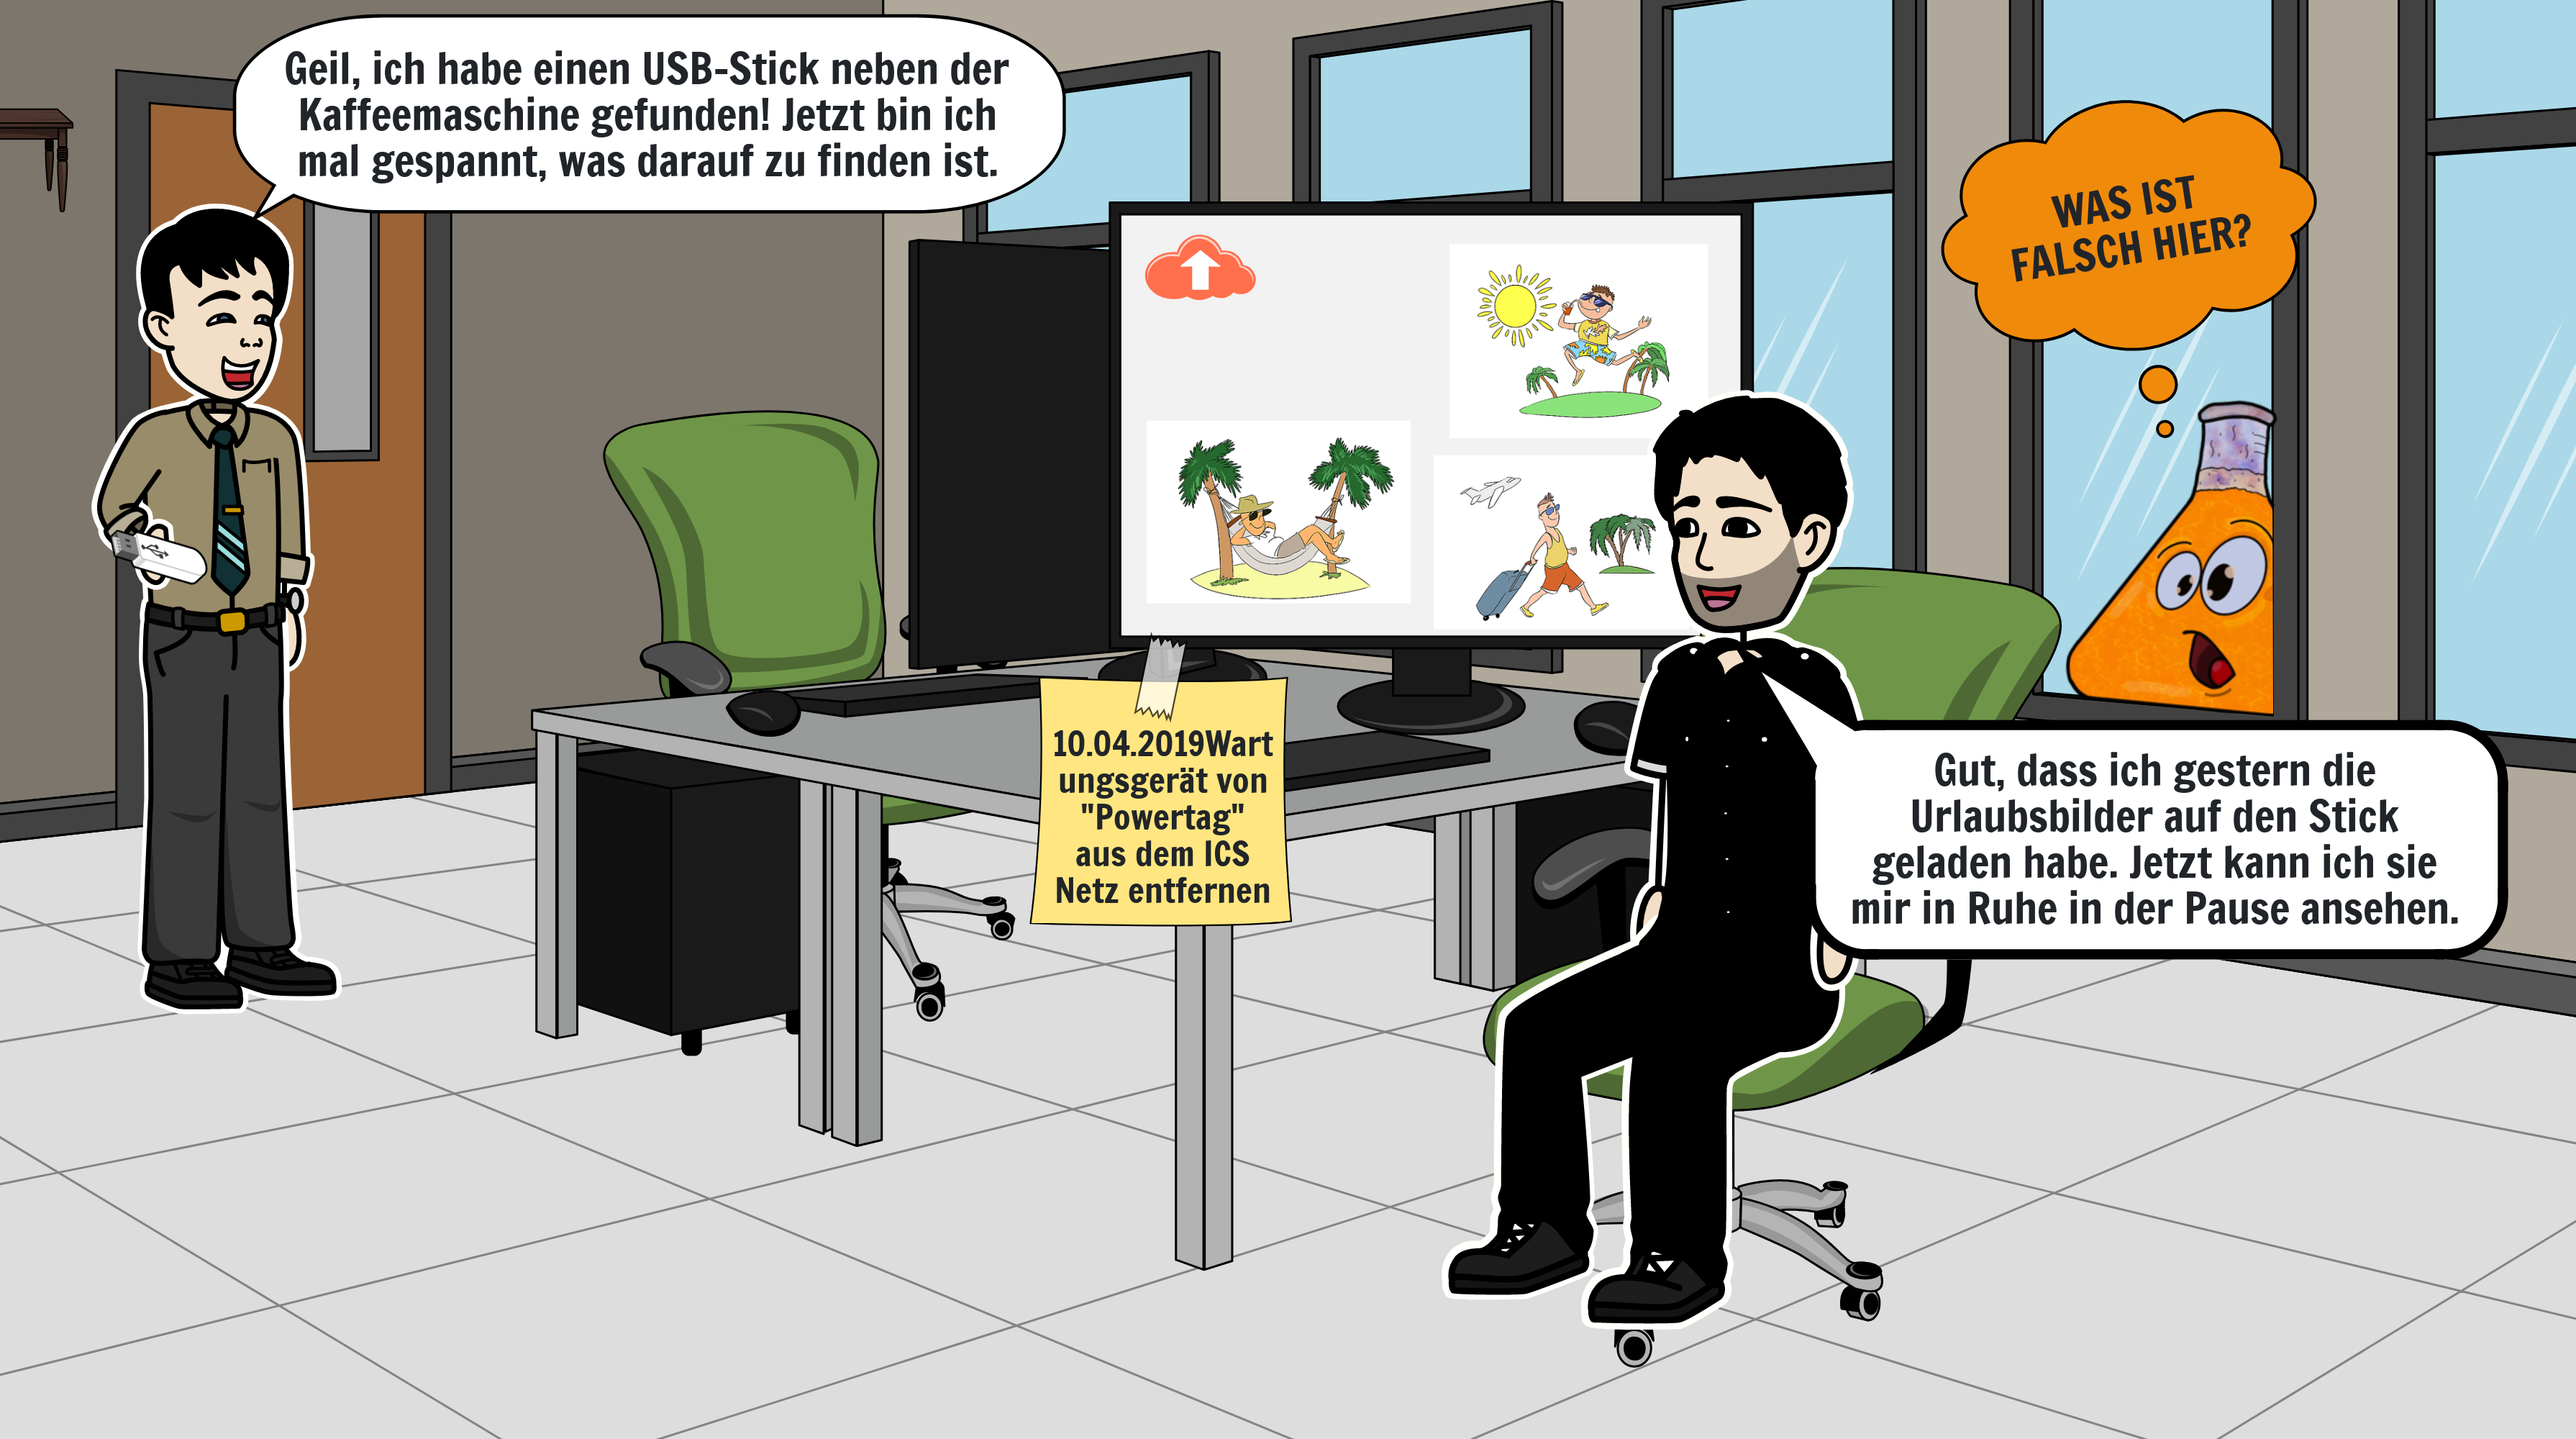 Geil, ich habe einen USB-Stick neben der
Kaffeemaschine gefunden! Jetzt bin ich
mal gespannt, was darauf zu finden ist.
WAS IST
FALSCH HIER?
10.04.2019Wart
ungsgerät von
"Powertag"
aus dem ICS
Netz entfernen
Gut, dass ich gestern die
Urlaubsbilder auf den Stick
geladen habe. Jetzt kann ich sie
mir in Ruhe in der Pause ansehen.